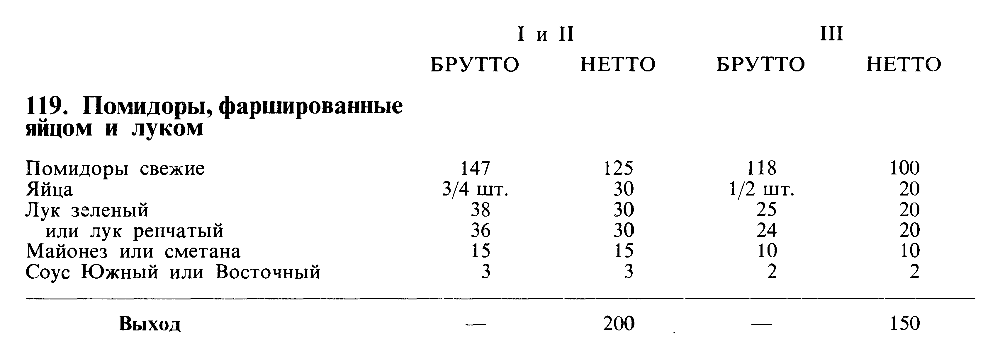 I и II III
БРУТТО НЕТТО БРУТТО НЕТТО
119. Помидоры, фаршированные
яйцом и луком
Помидоры свежие 147 125 118 100
Яйца 3/4 шт. 30 1/2 шт. 20
Лук зеленый 38 30 25 20
или лук репчатый 36 30 24 20
Майонез или сметана 15 15 10 10
Соус Южный или Восточный 3 3 2 2
Выход — 200 — 150